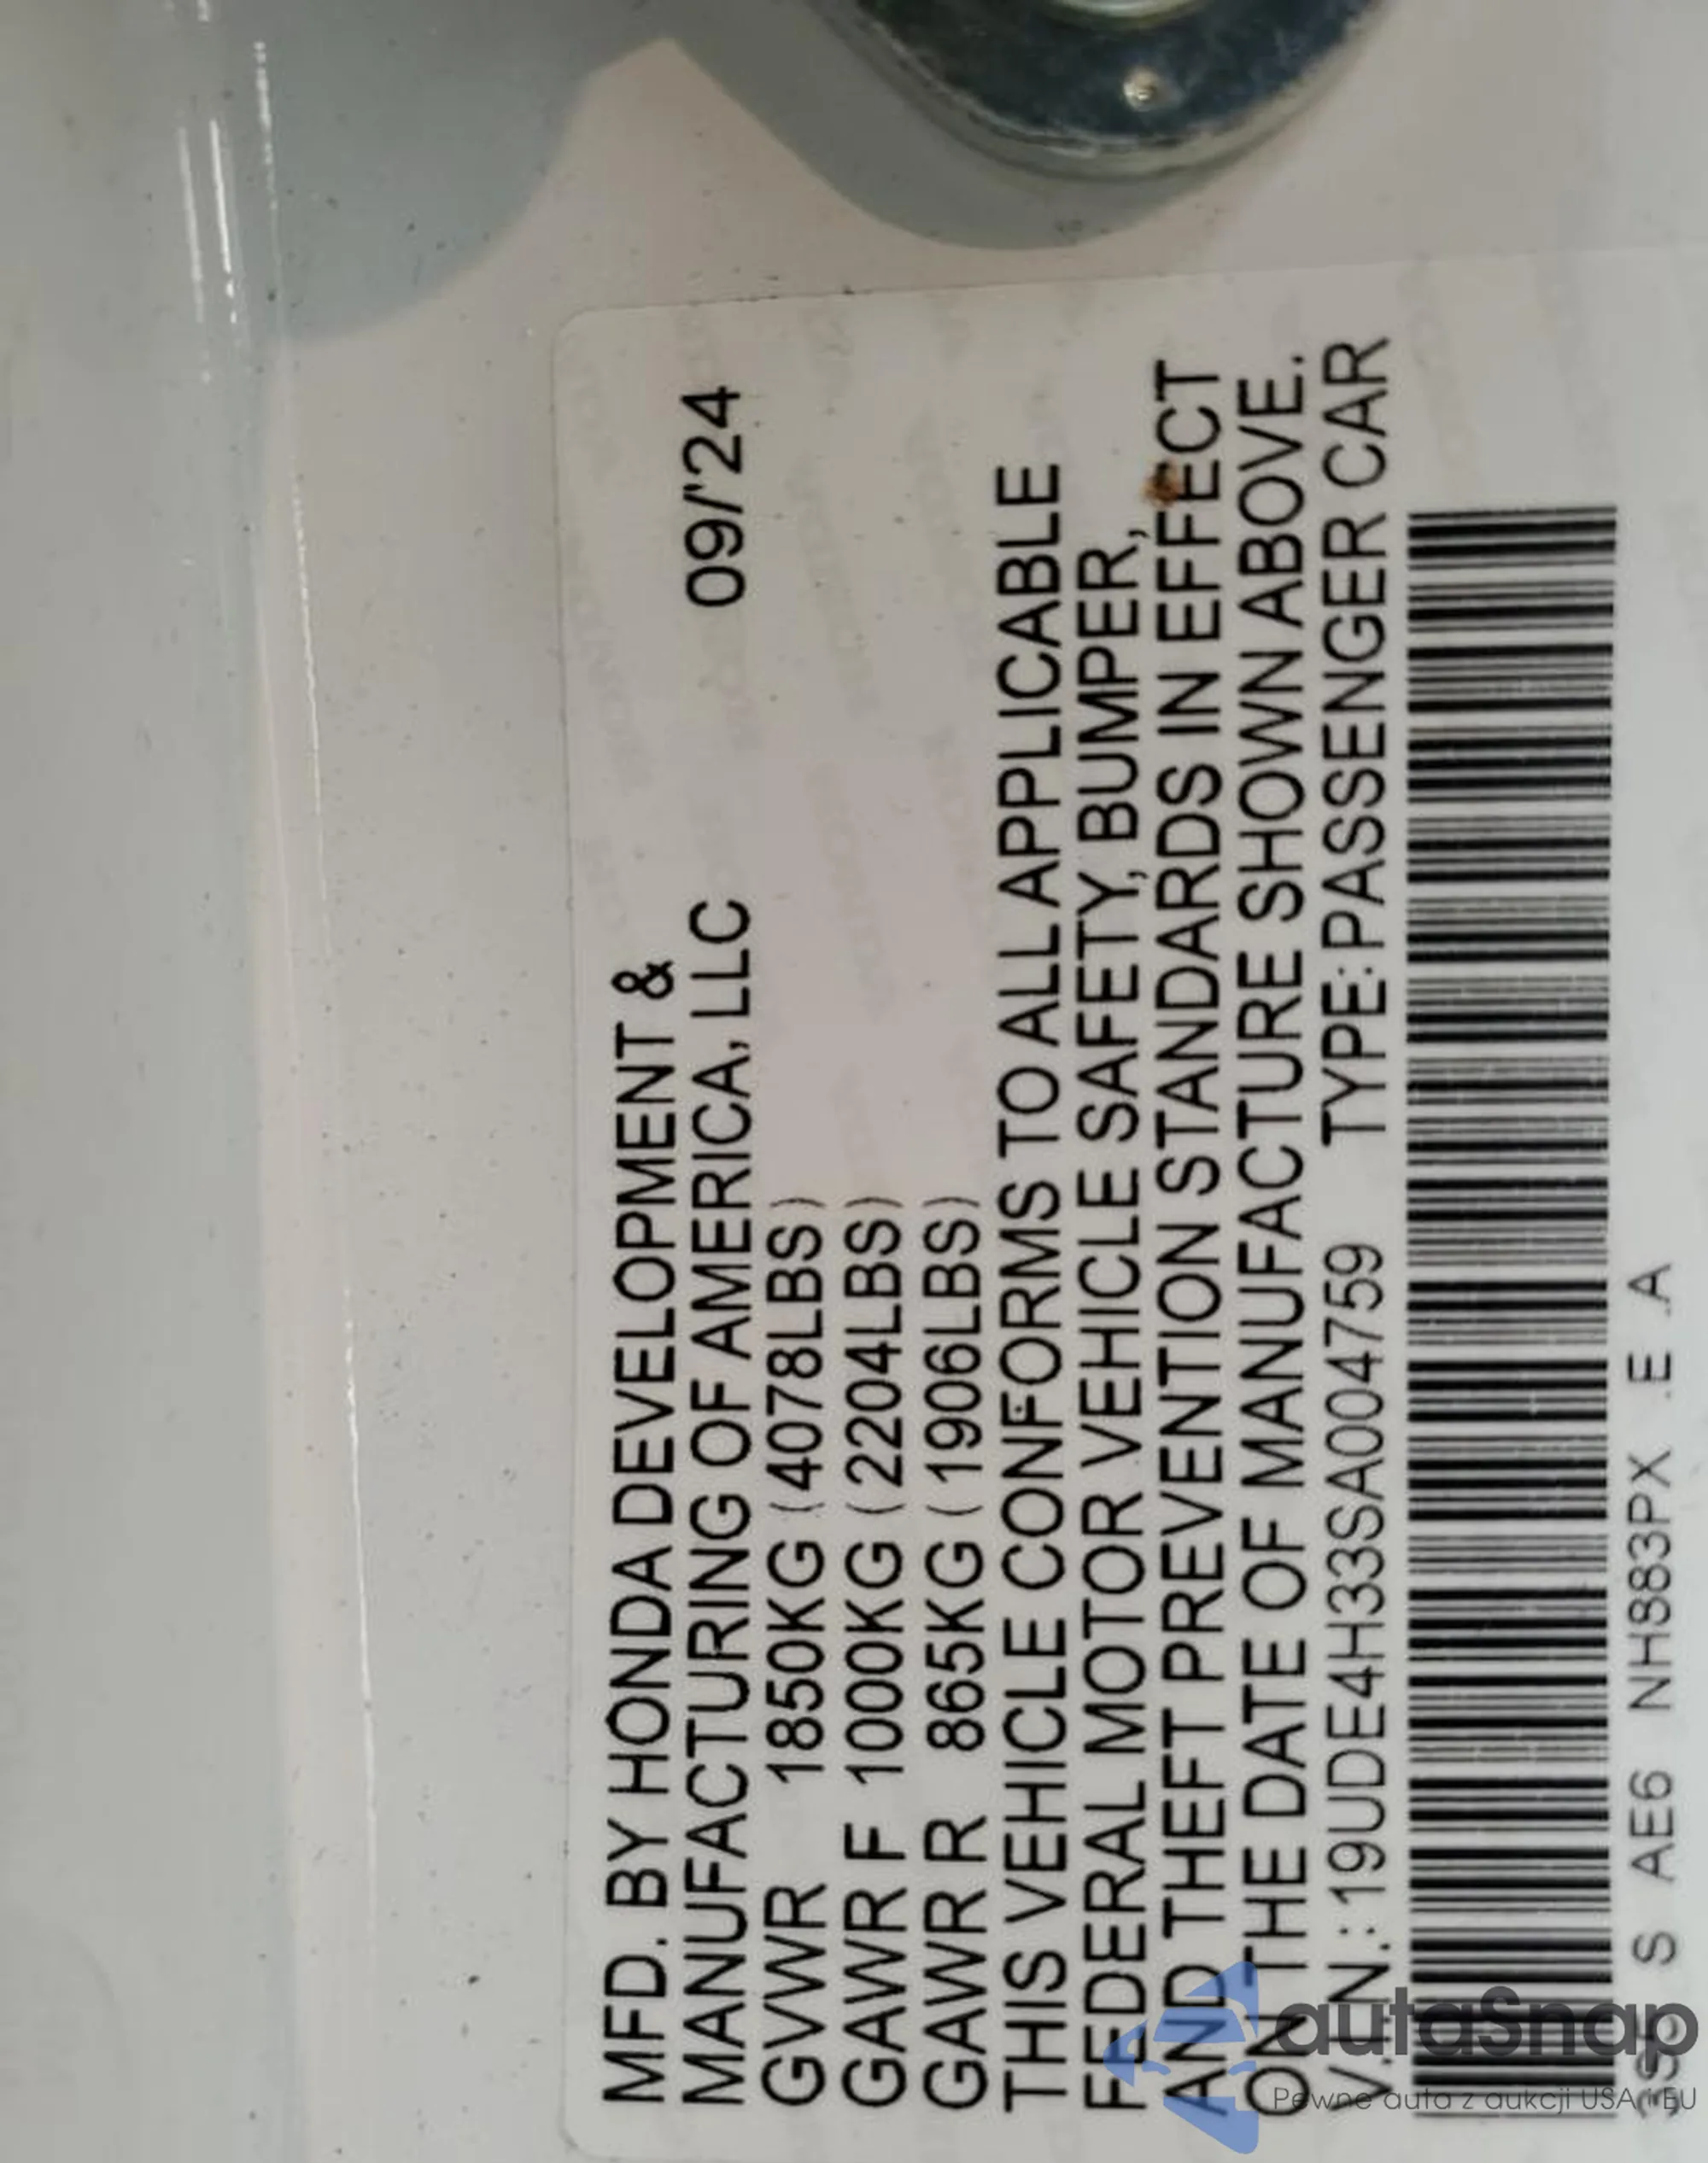 MFD. BY HONDA DEVELOPMENT &
MANUFACTURING OF AMERICA, LLC 09/'24
GVWR 1850KG (4078LBS)
GAWR F 1000KG (2204LBS)
GAWR R 865KG (1906LBS)
THIS VEHICLE CONFORMS TO ALL APPLICABLE
FEDERAL MOTOR VEHICLE SAFETY, BUMPER,
AND THEFT PREVENTION STANDARDS IN EFFECT
ON THE DATE OF MANUFACTURE SHOWN ABOVE.
V.I.N.: 19UDE4H33SA004759 TYPE: PASSENGER CAR
S AE6 NH883PX E A
autaSnap
Pewne auta z aukcji USA i EU